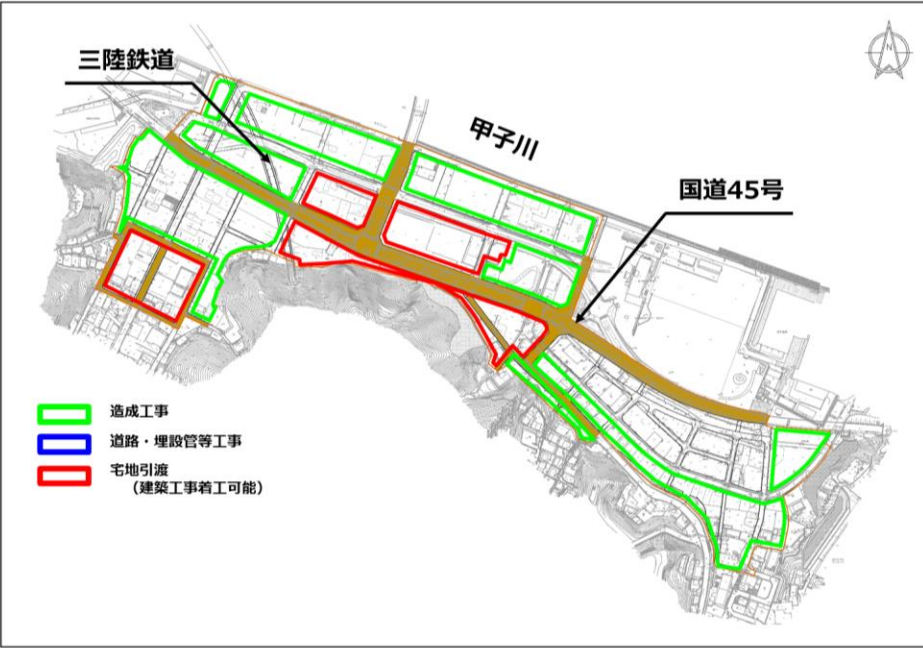 N
三陸鉄道
甲子川
国道45号
造成工事
道路・埋設管等工事
宅地引渡
（建築工事着工可能）